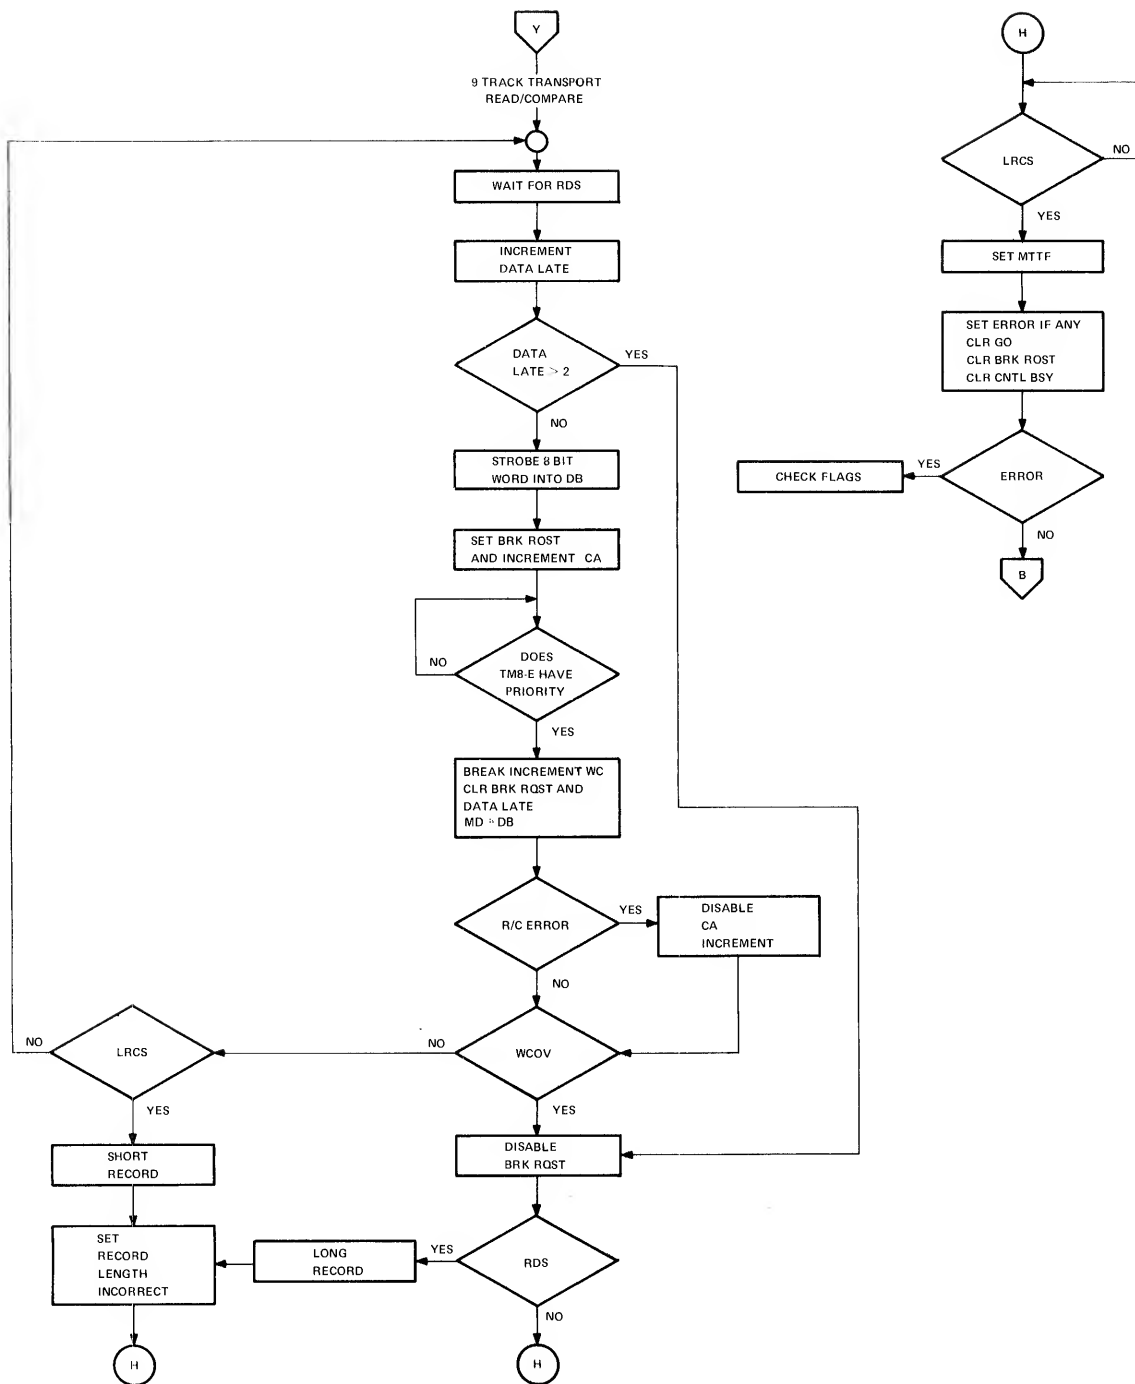 Y
9 TRACK TRANSPORT
READ/COMPARE
WAIT FOR RDS
INCREMENT
DATA LATE
DATA
LATE > 2
YES
NO
STROBE 8 BIT
WORD INTO DB
SET BRK RQST
AND INCREMENT CA
DOES
TM8-E HAVE
PRIORITY
NO
YES
BREAK INCREMENT WC
CLR BRK RQST AND
DATA LATE
MD DB
R/C ERROR
YES
NO
DISABLE
CA
INCREMENT
WCOV
NO
YES
LRCS
NO
YES
SHORT
RECORD
DISABLE
BRK RQST
SET
RECORD
LENGTH
INCORRECT
LONG
RECORD
YES
RDS
NO
H
H
H
LRCS
NO
YES
SET MTTF
SET ERROR IF ANY
CLR GO
CLR BRK RQST
CLR CNTL BSY
CHECK FLAGS
YES
ERROR
NO
B